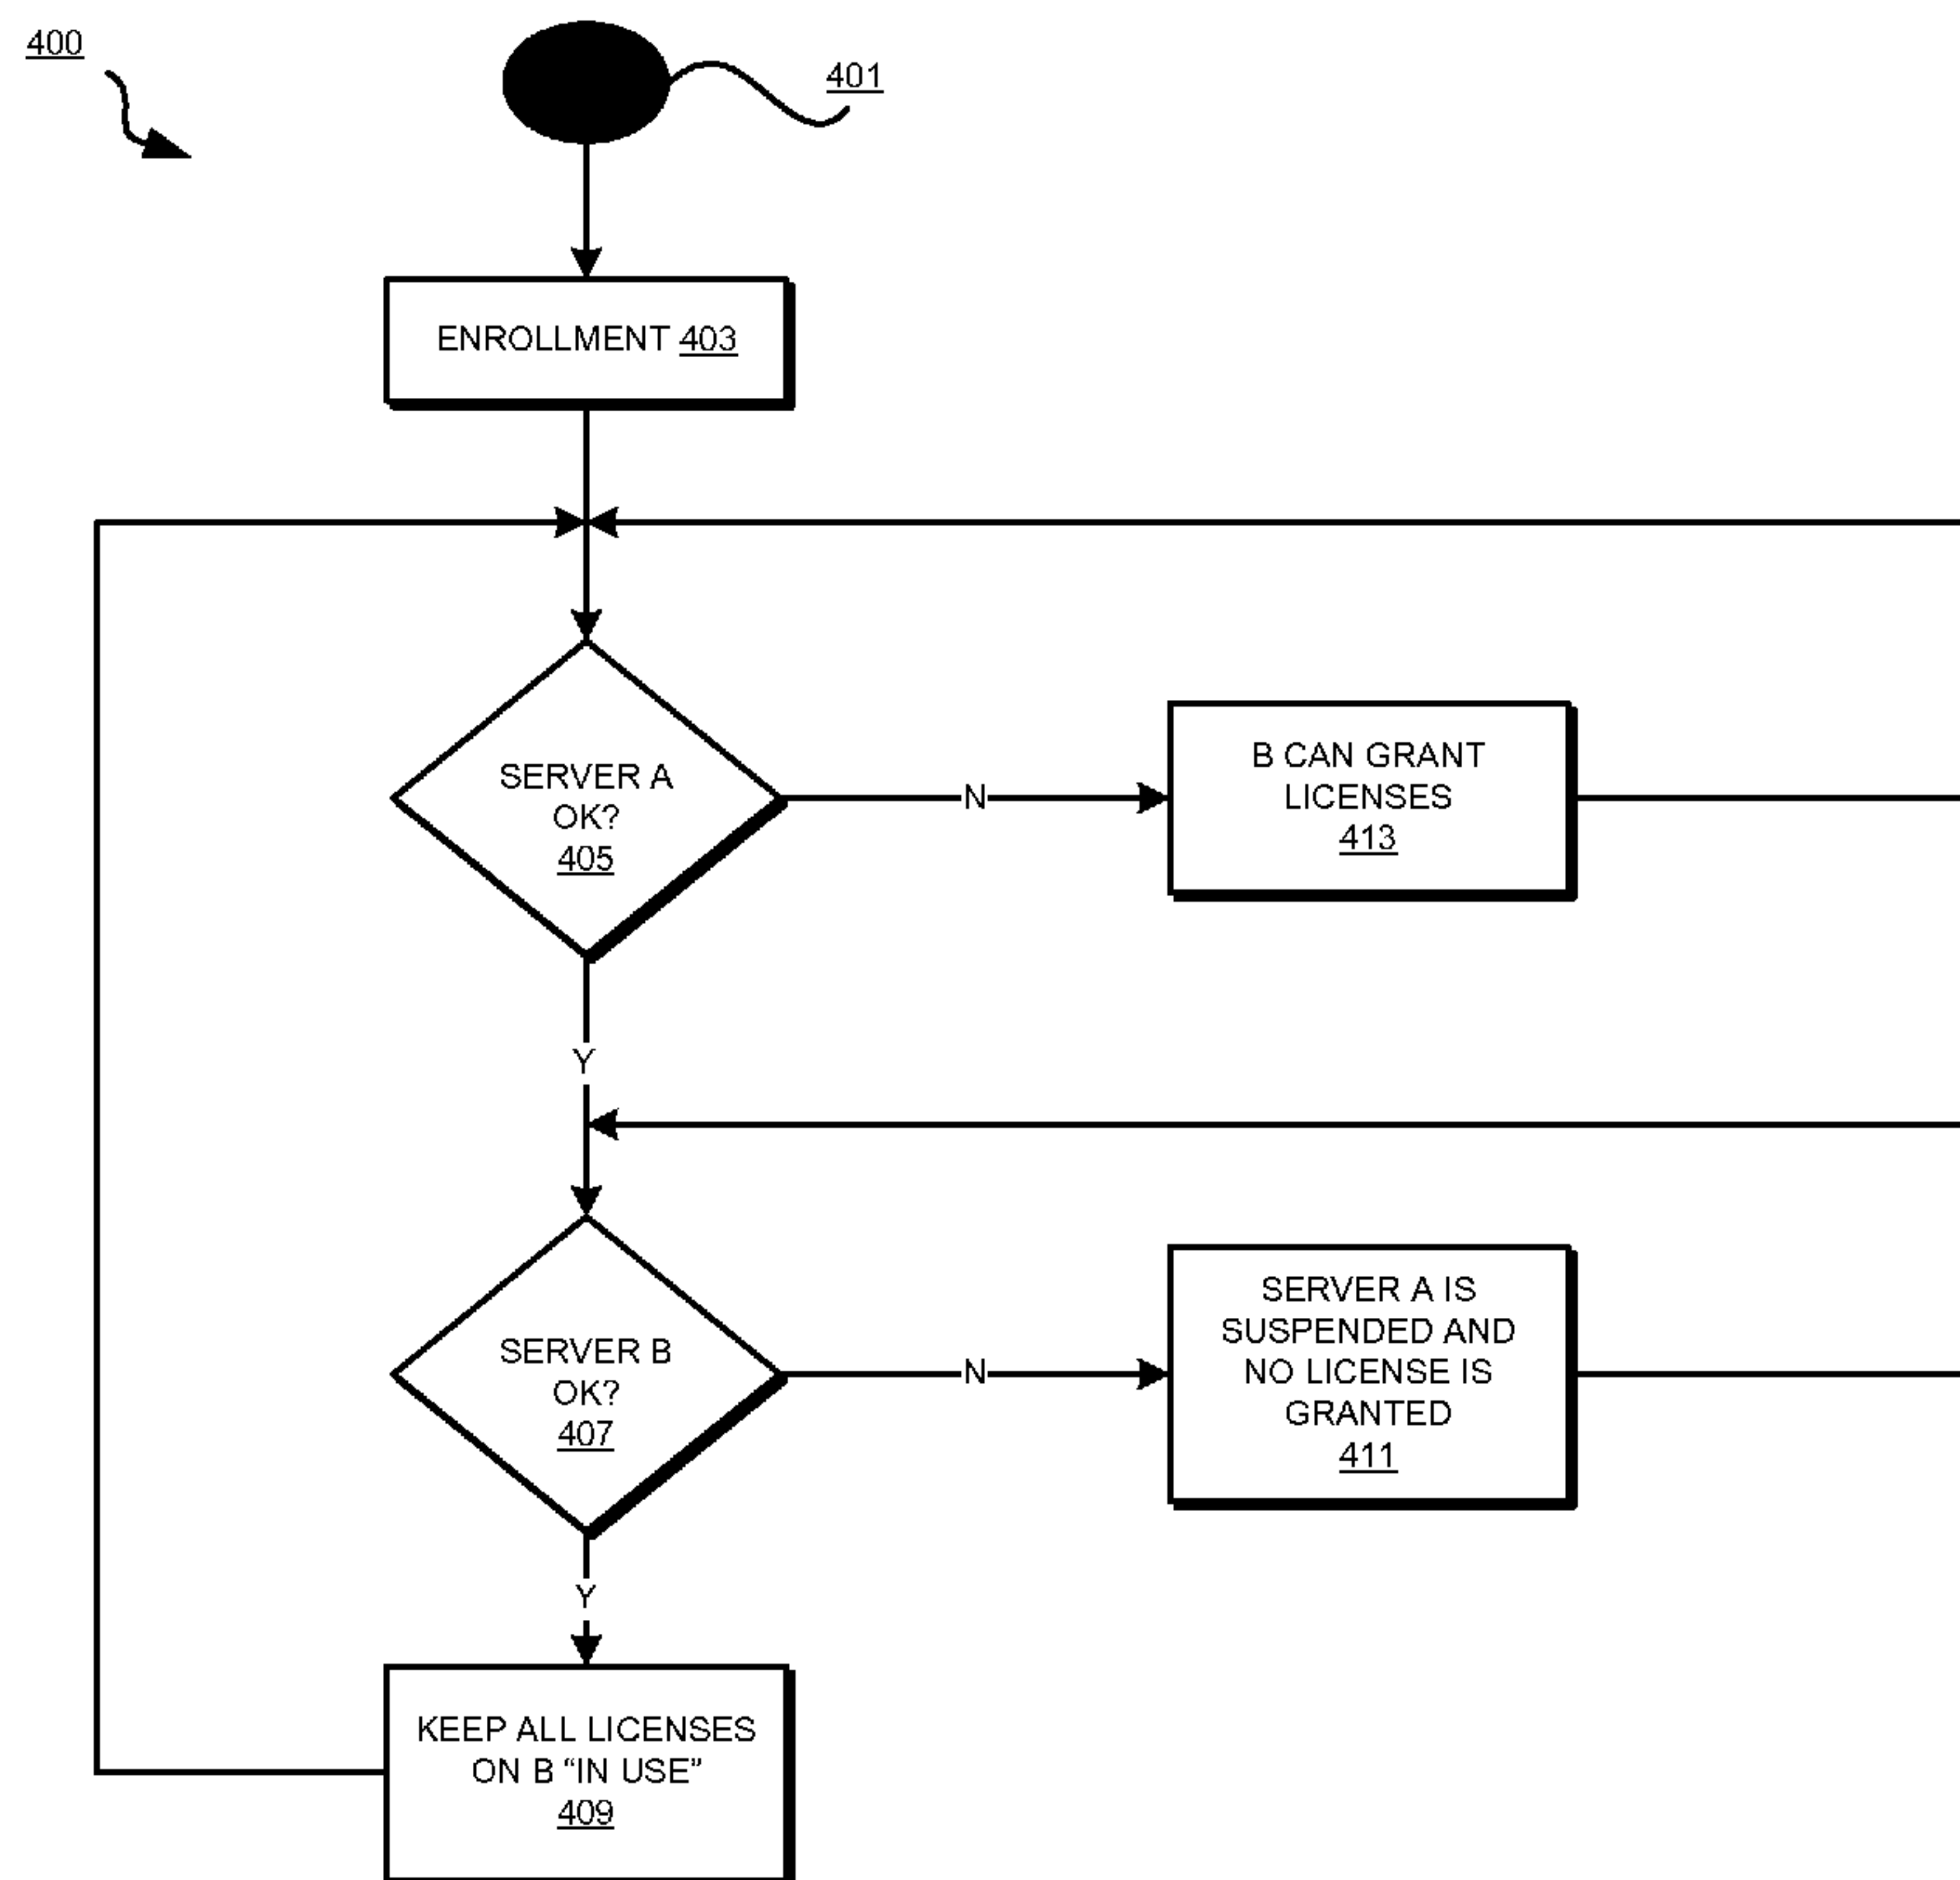 400
401
ENROLLMENT 403
SERVER A
OK?
405
N
B CAN GRANT
LICENSES
413
Y
SERVER B
OK?
407
N
SERVER A IS
SUSPENDED AND
NO LICENSE IS
GRANTED
411
Y
KEEP ALL LICENSES
ON B “IN USE”
409